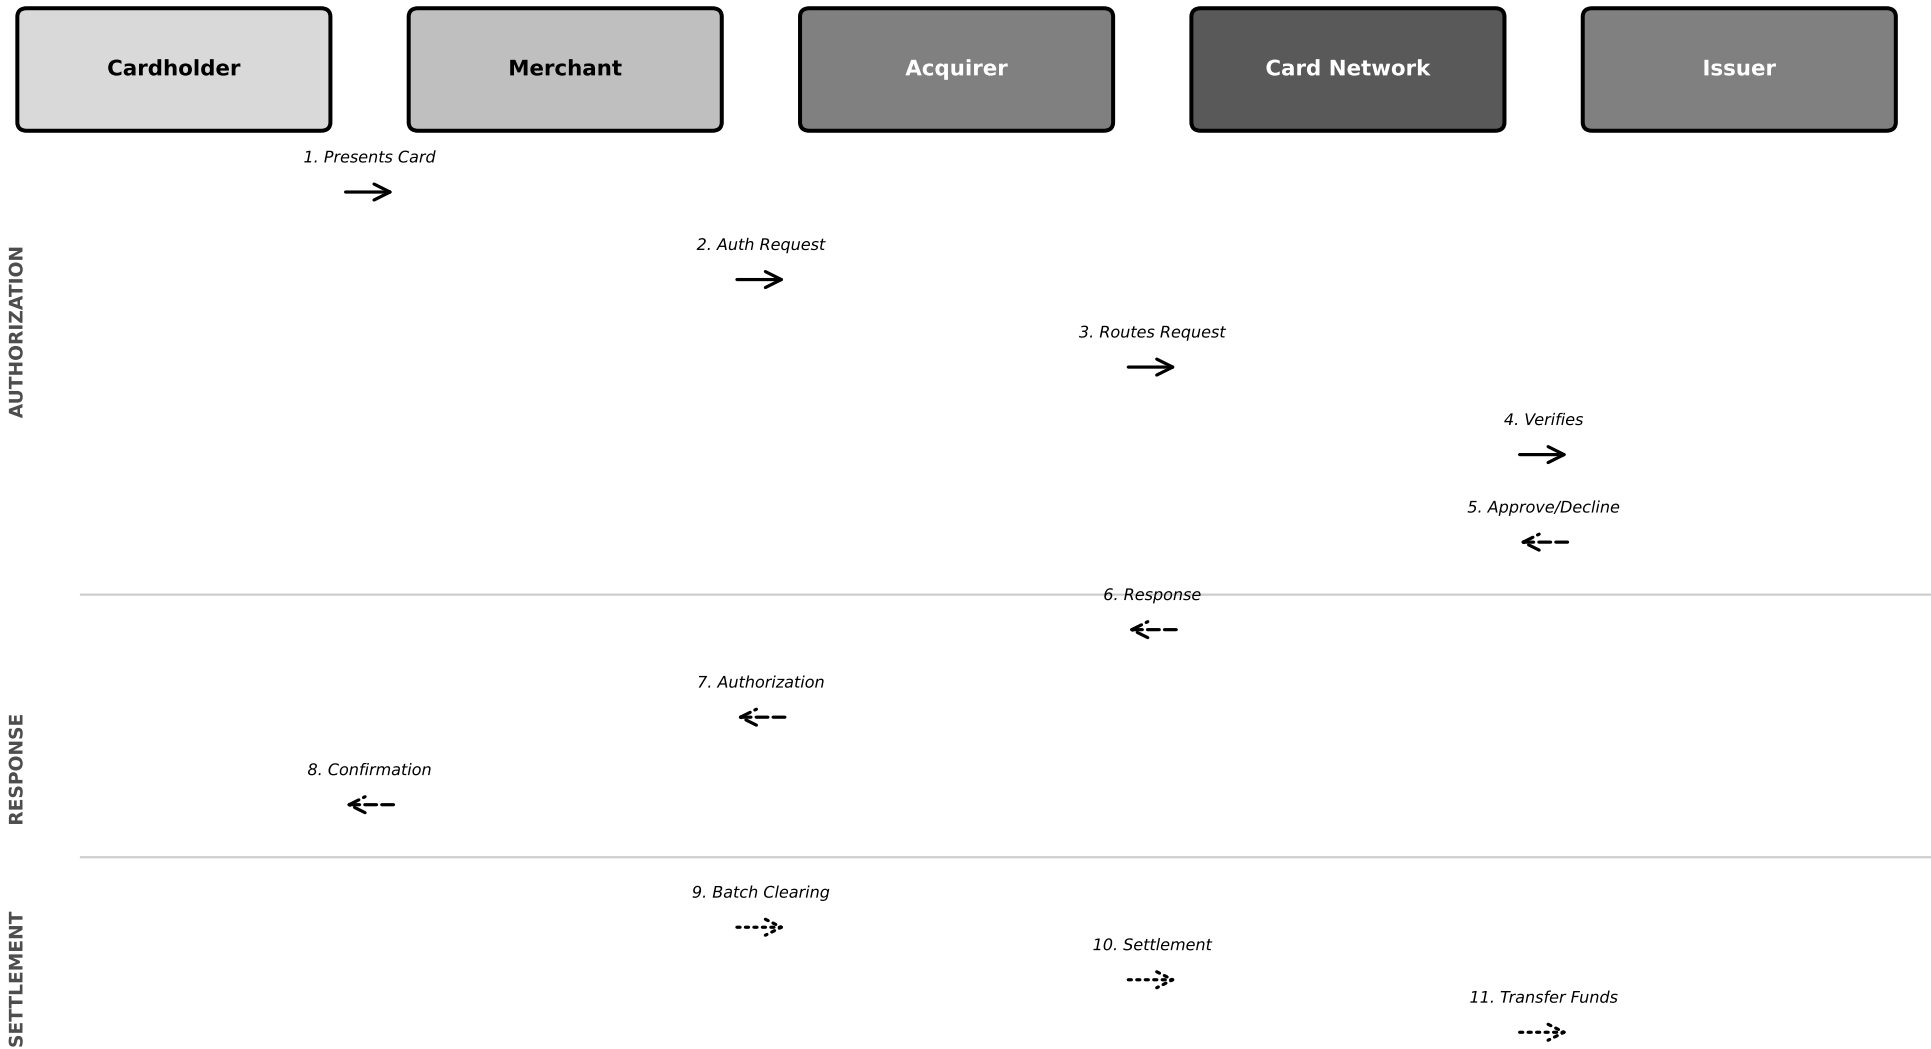 Cardholder
Merchant
Acquirer
Card Network
Issuer
AUTHORIZATION
1. Presents Card
2. Auth Request
3. Routes Request
4. Verifies
5. Approve/Decline
RESPONSE
6. Response
7. Authorization
8. Confirmation
SETTLEMENT
9. Batch Clearing
10. Settlement
11. Transfer Funds